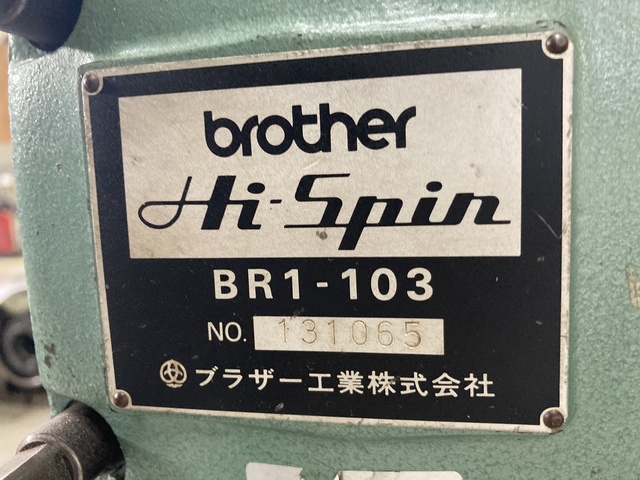 brother
Hi-Spin
BR1-103
NO. 131065
ブラザー工業株式会社